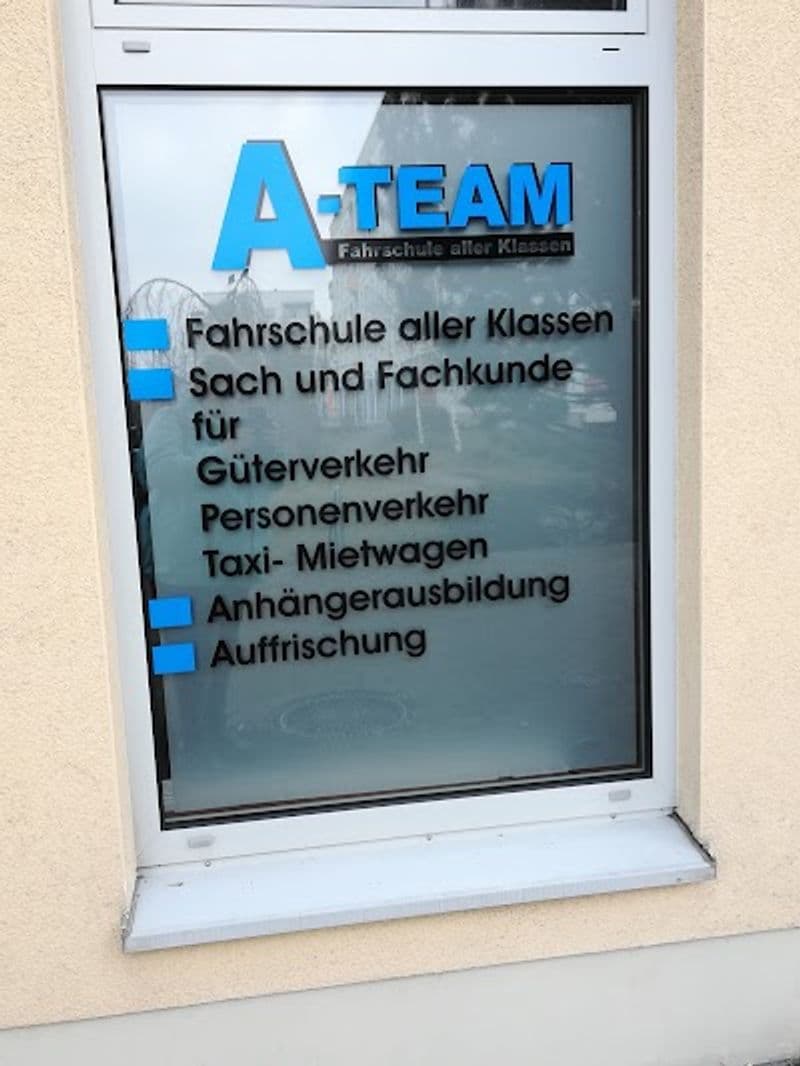 A-TEAM
Fahrschule aller Klassen
Fahrschule aller Klassen
Sach und Fachkunde
für
Güterverkehr
Personenverkehr
Taxi- Mietwagen
Anhängerausbildung
Auffrischung